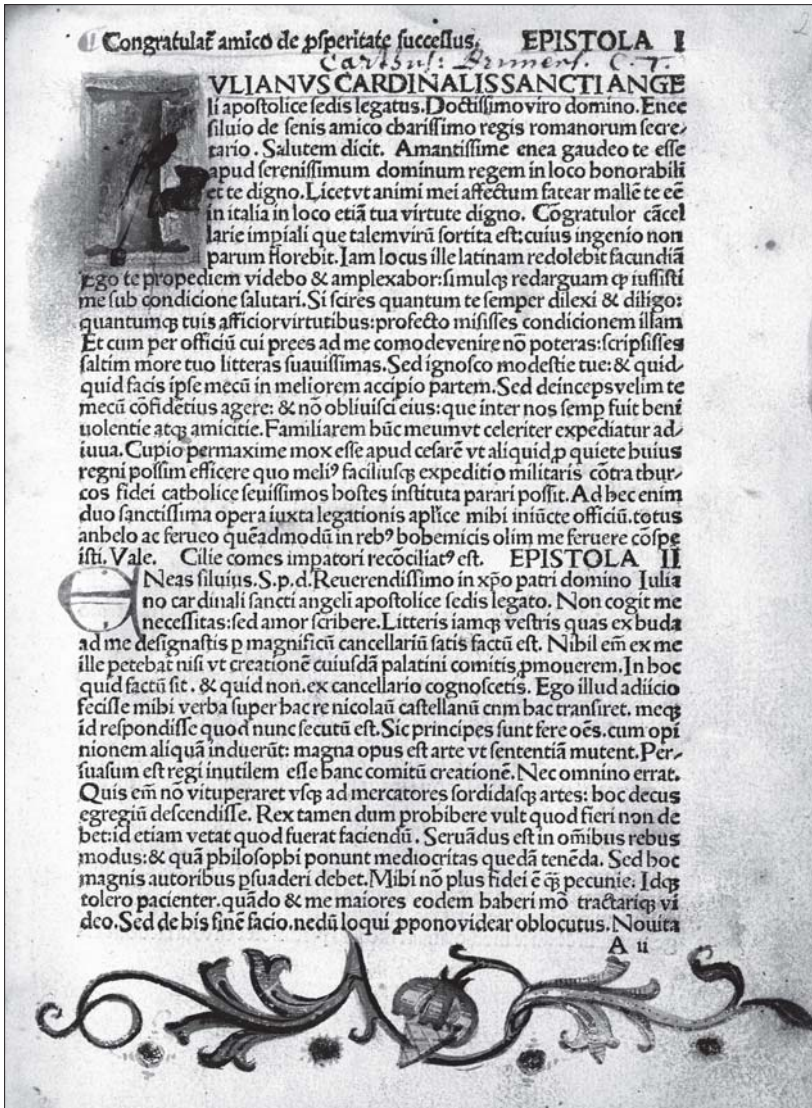 Congratulat̃ amico de ꝓsperitate successus. EPISTOLA I
Cartus: C. T.
IVLIANVS CARDINALIS SANCTI ANGE
li apostolice sedis legatus. Doctissimo viro domino. Enee
siluio de senis amico charissimo regis romanorum secre⸗
tario. Salutem dicit. Amantissime enea gaudeo te esse
apud serenissimum dominum regem in loco honorabili
et te digno. Licet vt animi mei affectum fatear mallē te eē
in italia in loco etiā tua virtute digno. Cōgratulor cācel
larie impiali que talem virū sortita est: cuius ingenio non
parum florebit. Iam locus ille latinam redolebit facundiā
Ego te propediem videbo & amplexabor: simulqꝫ redarguam ꝙ iussisti
me sub condicione salutari. Si scires quantum te semper dilexi & diligo:
quantumqꝫ tuis afficior virtutibus: profecto misisses condicionem illam
Et cum per officiū cui prees ad me comode venire nō poteras: scripsisses
saltim more tuo litteras suauissimas. Sed ignosco modestie tue: & quid⸗
quid facis ipse mecū in meliorem accipio partem. Sed deinceps velim te
mecū cōfidetius agere: & nō obliuisci eius: que inter nos semp fuit beni
uolentie atqꝫ amicitie. Familiarem hūc meum vt celeriter expediatur ad⸗
iuua. Cupio permaxime mox esse apud cesarē vt aliquid ꝓ quiete huius
regni possim efficere quo meliꝰ faciliusqꝫ expeditio militaris cōtra thur⸗
cos fidei catholice seuissimos hostes instituta parari possit. Ad hec enim
duo sanctissima opera iuxta legationis aplice mihi iniūcte officiū. totus
anhelo ac ferueo quēadmodū in rebꝰ bohemicis olim me feruere cōspe
xisti. Vale. Cilie comes impatori recōciliatꝰ est. EPISTOLA II
ENeas siluius. S. p. d. Reuerendissimo in xp̄o patri domino Iulia
no cardinali sancti angeli apostolice sedis legato. Non cogit me
necessitas: sed amor scribere. Litteris iamqꝫ vestris quas ex buda
ad me designastis ꝑ magnificū cancellariū satis factū est. Nihil em̄ ex me
ille petebat nisi vt creationē cuiusdā palatini comitis ꝓmouerem. In hoc
quid factū sit. & quid non. ex cancellario cognoscetis. Ego illud adiicio
fecisse mihi verba super hac re nicolaū castellanū cnm hac transiret. meqꝫ
id respondisse quod nunc secutū est. Sic principes sunt fere oēs. cum opi
nionem aliquā induerūt: magna opus est arte vt sententiā mutent. Per⸗
suasum est regi inutilem esse hanc comitū creationē. Nec omnino errat.
Quis em̄ nō vituperaret vsqꝫ ad mercatores sordidasqꝫ artes: hoc decus
egregiū descendisse. Rex tamen dum prohibere vult quod fieri non de
bet: id etiam vetat quod fuerat faciendū. Seruādus est in om̄ibus rebus
modus: & quā philosophi ponunt mediocritas quedā tenēda. Sed hoc
magnis autoribus psuaderi debet. Mihi nō plus fidei ē ꝙ̃ pecunie. Idqꝫ
tolero pacienter. quādo & me maiores eodem haberi mō tractariqꝫ vi
deo. Sed de his finē facio. nedū loqui ꝓpono videar oblocutus. Nouita
A ii